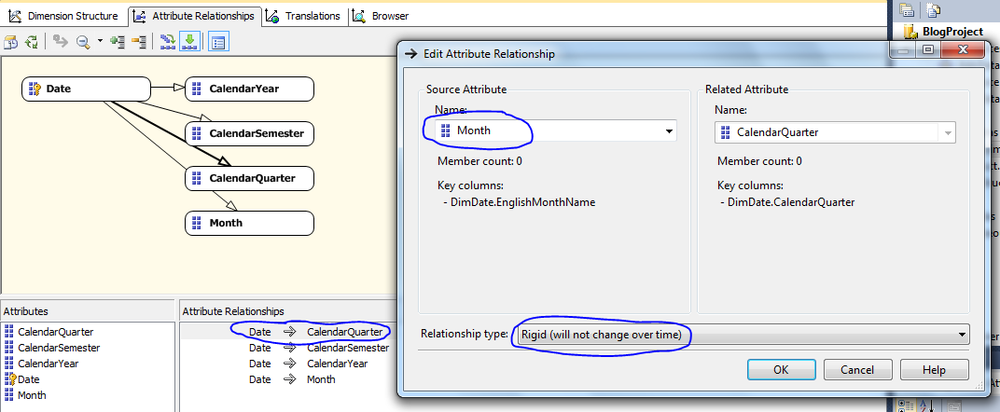 Dimension Structure Attribute Relationships Translations Browser
BlogProject
Edit Attribute Relationship
Date
CalendarYear
CalendarSemester
CalendarQuarter
Month
Source Attribute
Name:
Month
Member count: 0
Key columns:
- DimDate.EnglishMonthName
Related Attribute
Name:
CalendarQuarter
Member count: 0
Key columns:
- DimDate.CalendarQuarter
Relationship type: Rigid (will not change over time)
OK Cancel Help
Attributes
CalendarQuarter
CalendarSemester
CalendarYear
Date
Month
Attribute Relationships
Date CalendarQuarter
Date CalendarSemester
Date CalendarYear
Date Month